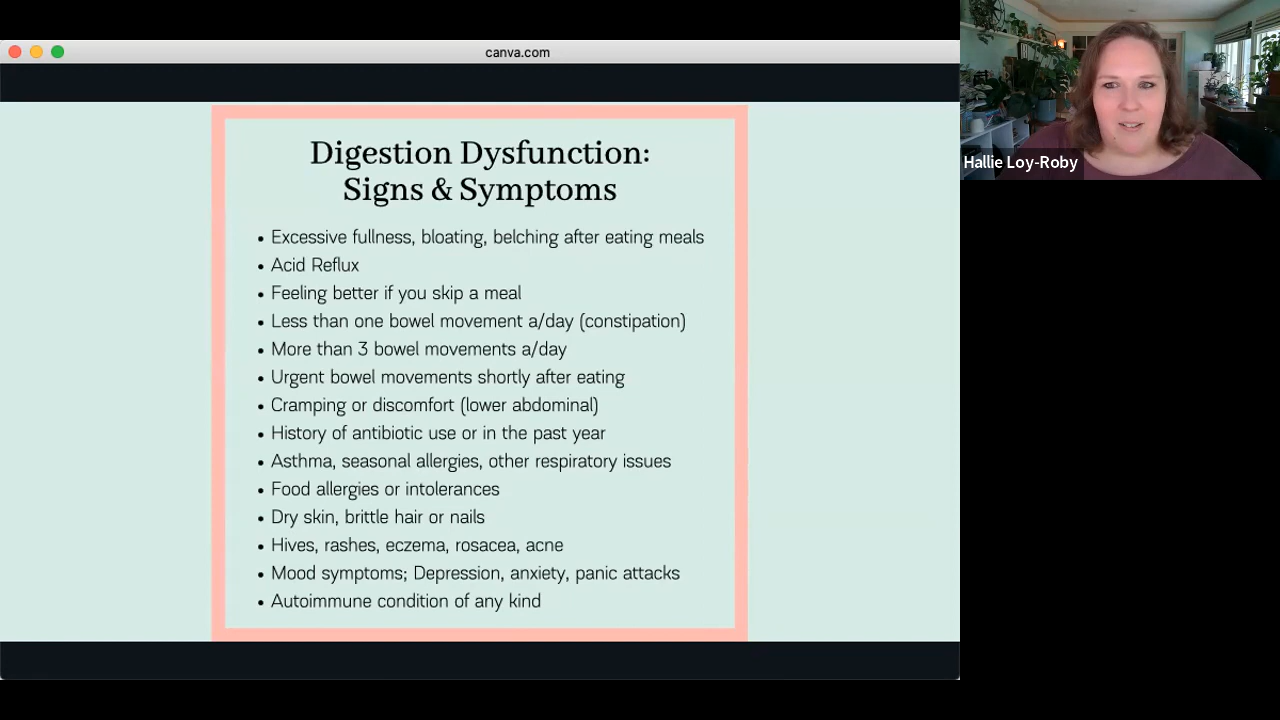 canva.com
Hallie Loy-Roby
Digestion Dysfunction:
Signs & Symptoms
• Excessive fullness, bloating, belching after eating meals
• Acid Reflux
• Feeling better if you skip a meal
• Less than one bowel movement a/day (constipation)
• More than 3 bowel movements a/day
• Urgent bowel movements shortly after eating
• Cramping or discomfort (lower abdominal)
• History of antibiotic use or in the past year
• Asthma, seasonal allergies, other respiratory issues
• Food allergies or intolerances
• Dry skin, brittle hair or nails
• Hives, rashes, eczema, rosacea, acne
• Mood symptoms; Depression, anxiety, panic attacks
• Autoimmune condition of any kind